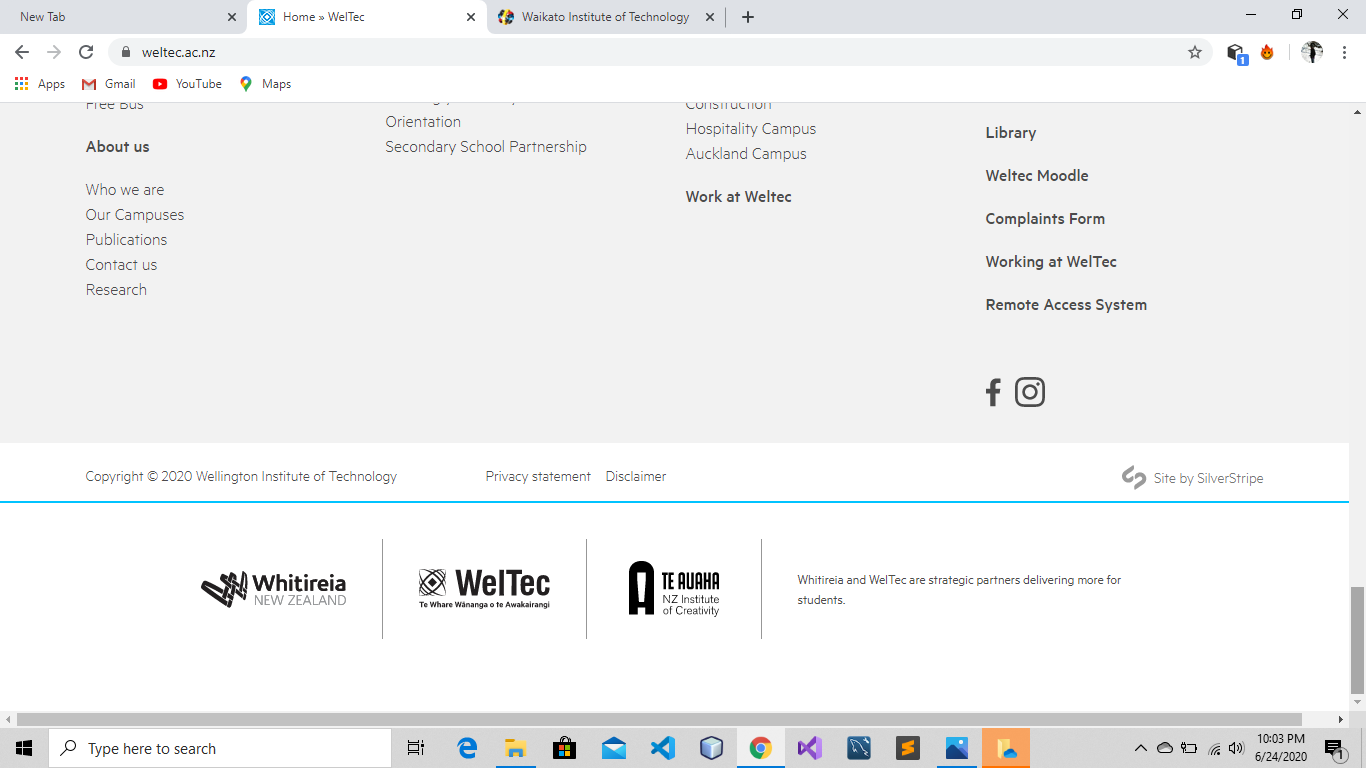 New Tab
Home » WelTec
Waikato Institute of Technology
weltec.ac.nz
1
Apps
Gmail
YouTube
Maps
Free Bus
About us
Who we are
Our Campuses
Publications
Contact us
Research
Orientation
Secondary School Partnership
Construction
Hospitality Campus
Auckland Campus
Work at Weltec
Library
Weltec Moodle
Complaints Form
Working at WelTec
Remote Access System
Copyright © 2020 Wellington Institute of Technology
Privacy statement
Disclaimer
Site by SilverStripe
Whitireia
NEW ZEALAND
WelTec
Te Whare Wānanga o te Awakairangi
TE AUAHA
NZ Institute
of Creativity
Whitireia and WelTec are strategic partners delivering more for
students.
Type here to search
10:03 PM
6/24/2020
1